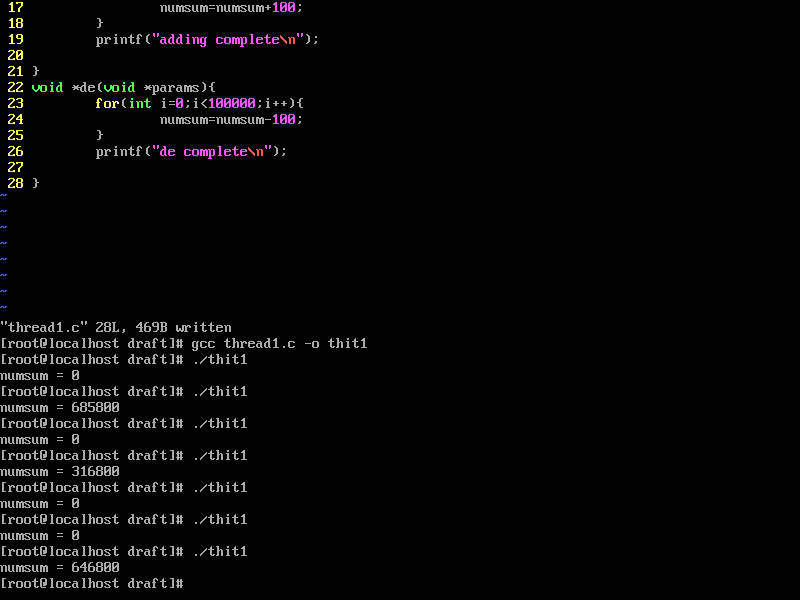 17                 numsum=numsum+100;
18         }
19         printf("adding complete\n");
20
21 }
22 void *de(void *params){
23         for(int i=0;i<100000;i++){
24                 numsum=numsum-100;
25         }
26         printf("de complete\n");
27
28 }
~
~
~
~
~
~
~
~
"thread1.c" 28L, 469B written
[root@localhost draft]# gcc thread1.c -o thit1
[root@localhost draft]# ./thit1
numsum = 0
[root@localhost draft]# ./thit1
numsum = 685800
[root@localhost draft]# ./thit1
numsum = 0
[root@localhost draft]# ./thit1
numsum = 316800
[root@localhost draft]# ./thit1
numsum = 0
[root@localhost draft]# ./thit1
numsum = 0
[root@localhost draft]# ./thit1
numsum = 646800
[root@localhost draft]#